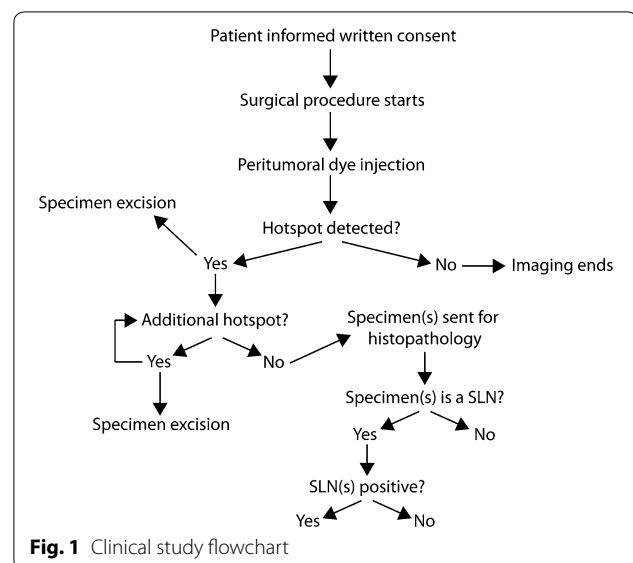 Patient informed written consent
Surgical procedure starts
Peritumoral dye injection
Specimen excision
Hotspot detected?
Yes
No
Imaging ends
Additional hotspot?
Specimen(s) sent for
histopathology
Yes
No
Specimen(s) is a SLN?
Specimen excision
Yes
No
SLN(s) positive?
Yes
No
Fig. 1 Clinical study flowchart